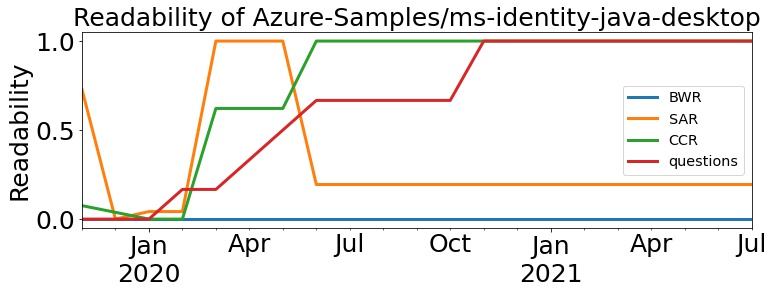 Readability of Azure-Samples/ms-identity-java-desktop
Readability
1.0
0.5
0.0
BWR
SAR
CCR
questions
Jan Apr Jul Oct Jan Apr Jul
2020 2021